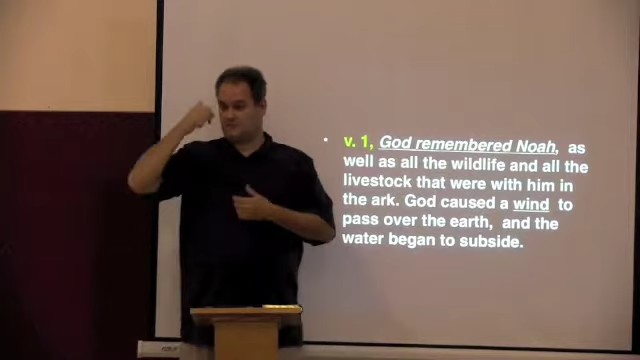 • v. 1, God remembered Noah, as
well as all the wildlife and all the
livestock that were with him in
the ark. God caused a wind to
pass over the earth, and the
water began to subside.